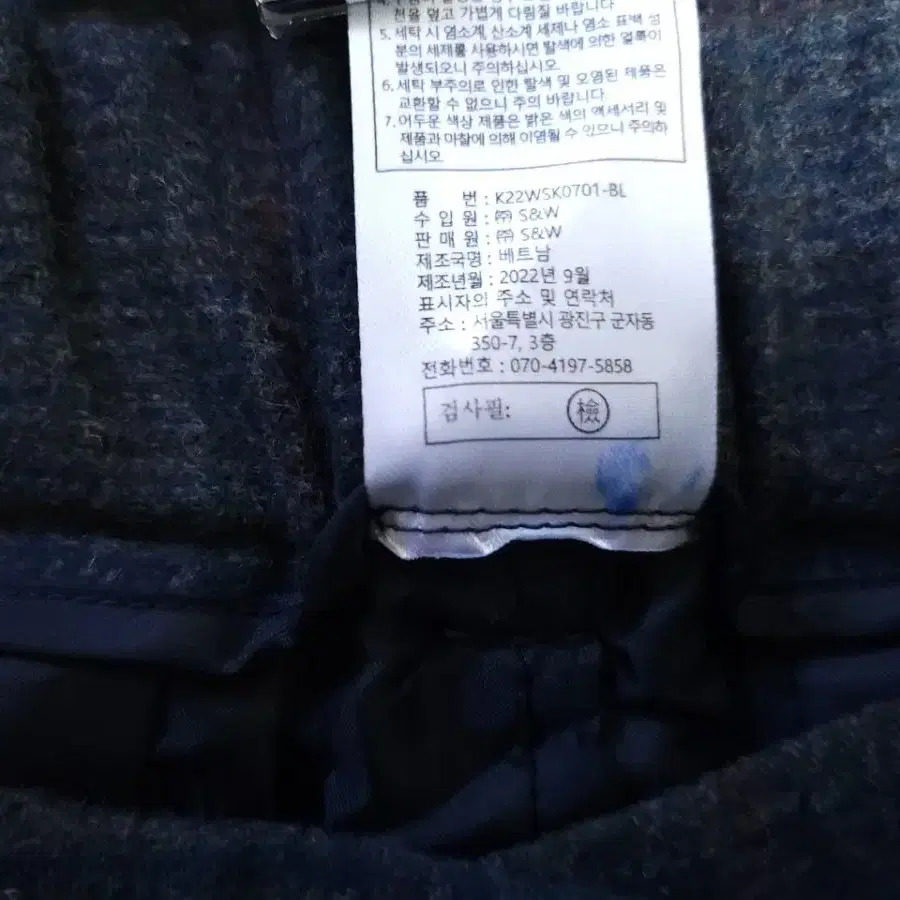 천을 덮고 가볍게 다림질 바랍니다
5. 세탁 시 염소계, 산소계 세제나 염소 표백 성
분의 세제를 사용하시면 탈색에 의한 얼룩이
발생되오니 주의하십시오.
6. 세탁 부주의로 인한 탈색 및 오염된 제품은
교환할 수 없으니 주의 바랍니다
7. 어두운 색상 제품은 밝은 색의 액세서리 및
제품과 마찰에 의해 이염될 수 있으니 주의하
십시오
품 번 : K22WSK0701-BL
수 입 원 : ㈜ S&W
판 매 원 : ㈜ S&W
제조국명 : 베트남
제조년월 : 2022년 9월
표시자의 주소 및 연락처
주소 : 서울특별시 광진구 군자동
350-7, 3층
전화번호 : 070-4197-5858
검사필: 檢